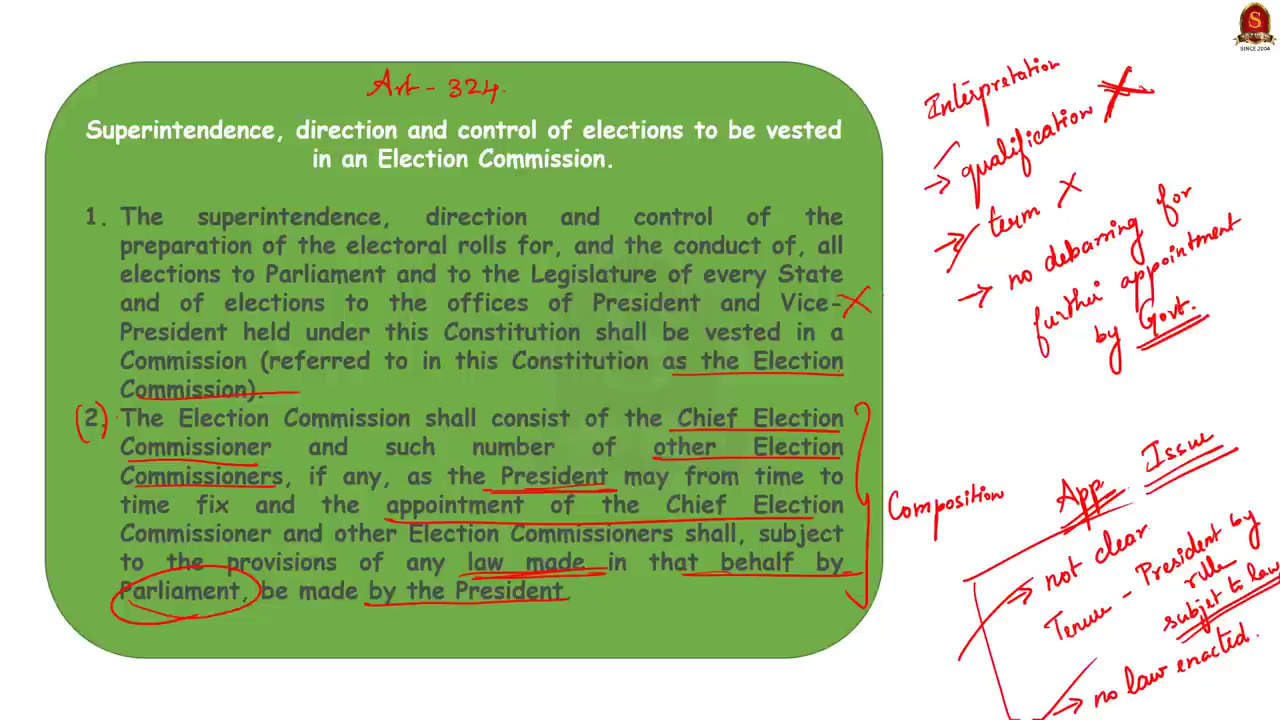 S
SINCE 2004
Art - 324.
Superintendence, direction and control of elections to be vested
in an Election Commission.
1. The superintendence, direction and control of the
preparation of the electoral rolls for, and the conduct of, all
elections to Parliament and to the Legislature of every State
and of elections to the offices of President and Vice-
President held under this Constitution shall be vested in a
Commission (referred to in this Constitution as the Election
Commission).
(2). The Election Commission shall consist of the Chief Election
Commissioner and such number of other Election
Commissioners, if any, as the President may from time to
time fix and the appointment of the Chief Election
Commissioner and other Election Commissioners shall, subject
to the provisions of any law made in that behalf by
Parliament, be made by the President
Interpretation
→ qualification X
→ term X
→ no debarring for
further appointment
by Govt.
Composition
App Issue
→ not clear
Tenure - President by
rule
subjet to law
→ no law enacted.